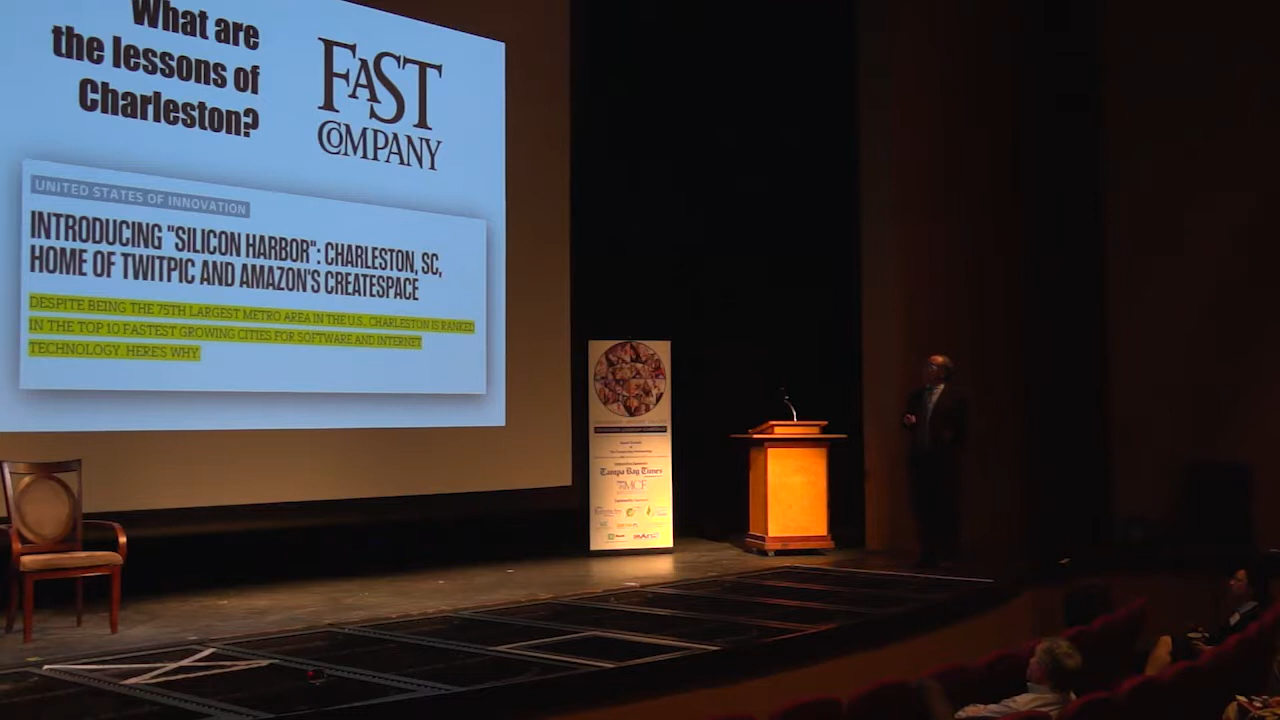 What are
the lessons of
Charleston?
FAST
COMPANY
UNITED STATES OF INNOVATION
INTRODUCING "SILICON HARBOR": CHARLESTON, SC,
HOME OF TWITPIC AND AMAZON'S CREATESPACE
DESPITE BEING THE 75TH LARGEST METRO AREA IN THE U.S., CHARLESTON IS RANKED
IN THE TOP 10 FASTEST GROWING CITIES FOR SOFTWARE AND INTERNET
TECHNOLOGY. HERE'S WHY.
Tampa Bay Times
MCF